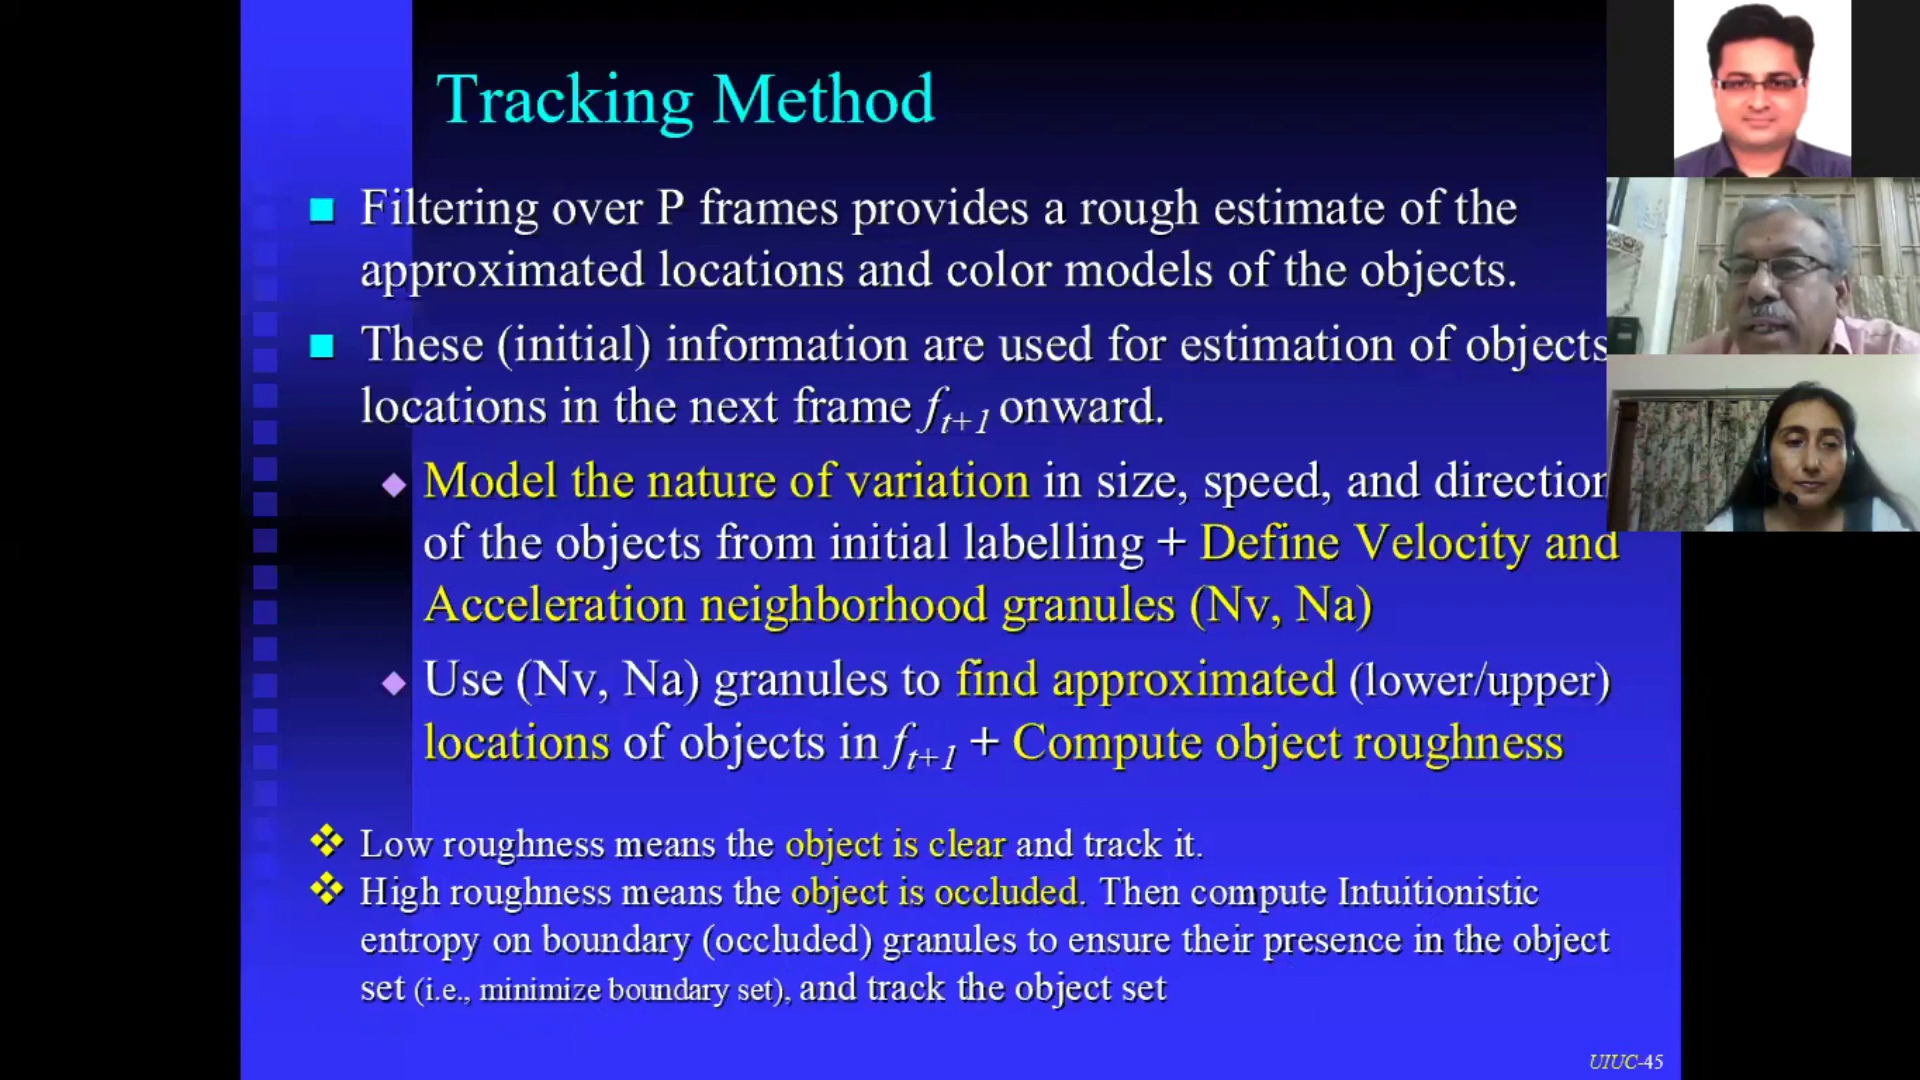 Tracking Method
Filtering over P frames provides a rough estimate of the
approximated locations and color models of the objects.
These (initial) information are used for estimation of objects
locations in the next frame f_{t+1} onward.
Model the nature of variation in size, speed, and direction
of the objects from initial labelling + Define Velocity and
Acceleration neighborhood granules (Nv, Na)
Use (Nv, Na) granules to find approximated (lower/upper)
locations of objects in f_{t+1} + Compute object roughness
Low roughness means the object is clear and track it.
High roughness means the object is occluded. Then compute Intuitionistic
entropy on boundary (occluded) granules to ensure their presence in the object
set (i.e., minimize boundary set), and track the object set
UIUC-45